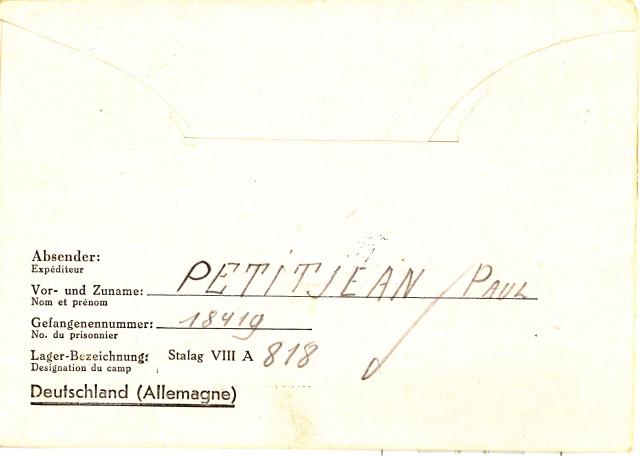 Absender:
Expéditeur
Vor- und Zuname: PETITJEAN PAUL
Nom et prénom
Gefangenennummer: 18419
No. du prisonnier
Lager-Bezeichnung: Stalag VIII A 818
Désignation du camp
Deutschland (Allemagne)